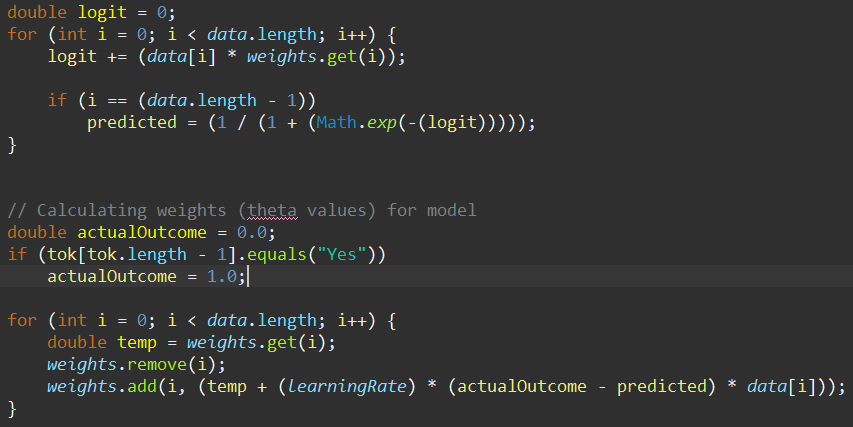 double logit = 0;
for (int i = 0; i < data.length; i++) {
    logit += (data[i] * weights.get(i));

    if (i == (data.length - 1))
        predicted = (1 / (1 + (Math.exp(-(logit)))));
}


// Calculating weights (theta values) for model
double actualOutcome = 0.0;
if (tok[tok.length - 1].equals("Yes"))
    actualOutcome = 1.0;

for (int i = 0; i < data.length; i++) {
    double temp = weights.get(i);
    weights.remove(i);
    weights.add(i, (temp + (learningRate) * (actualOutcome - predicted) * data[i]));
}